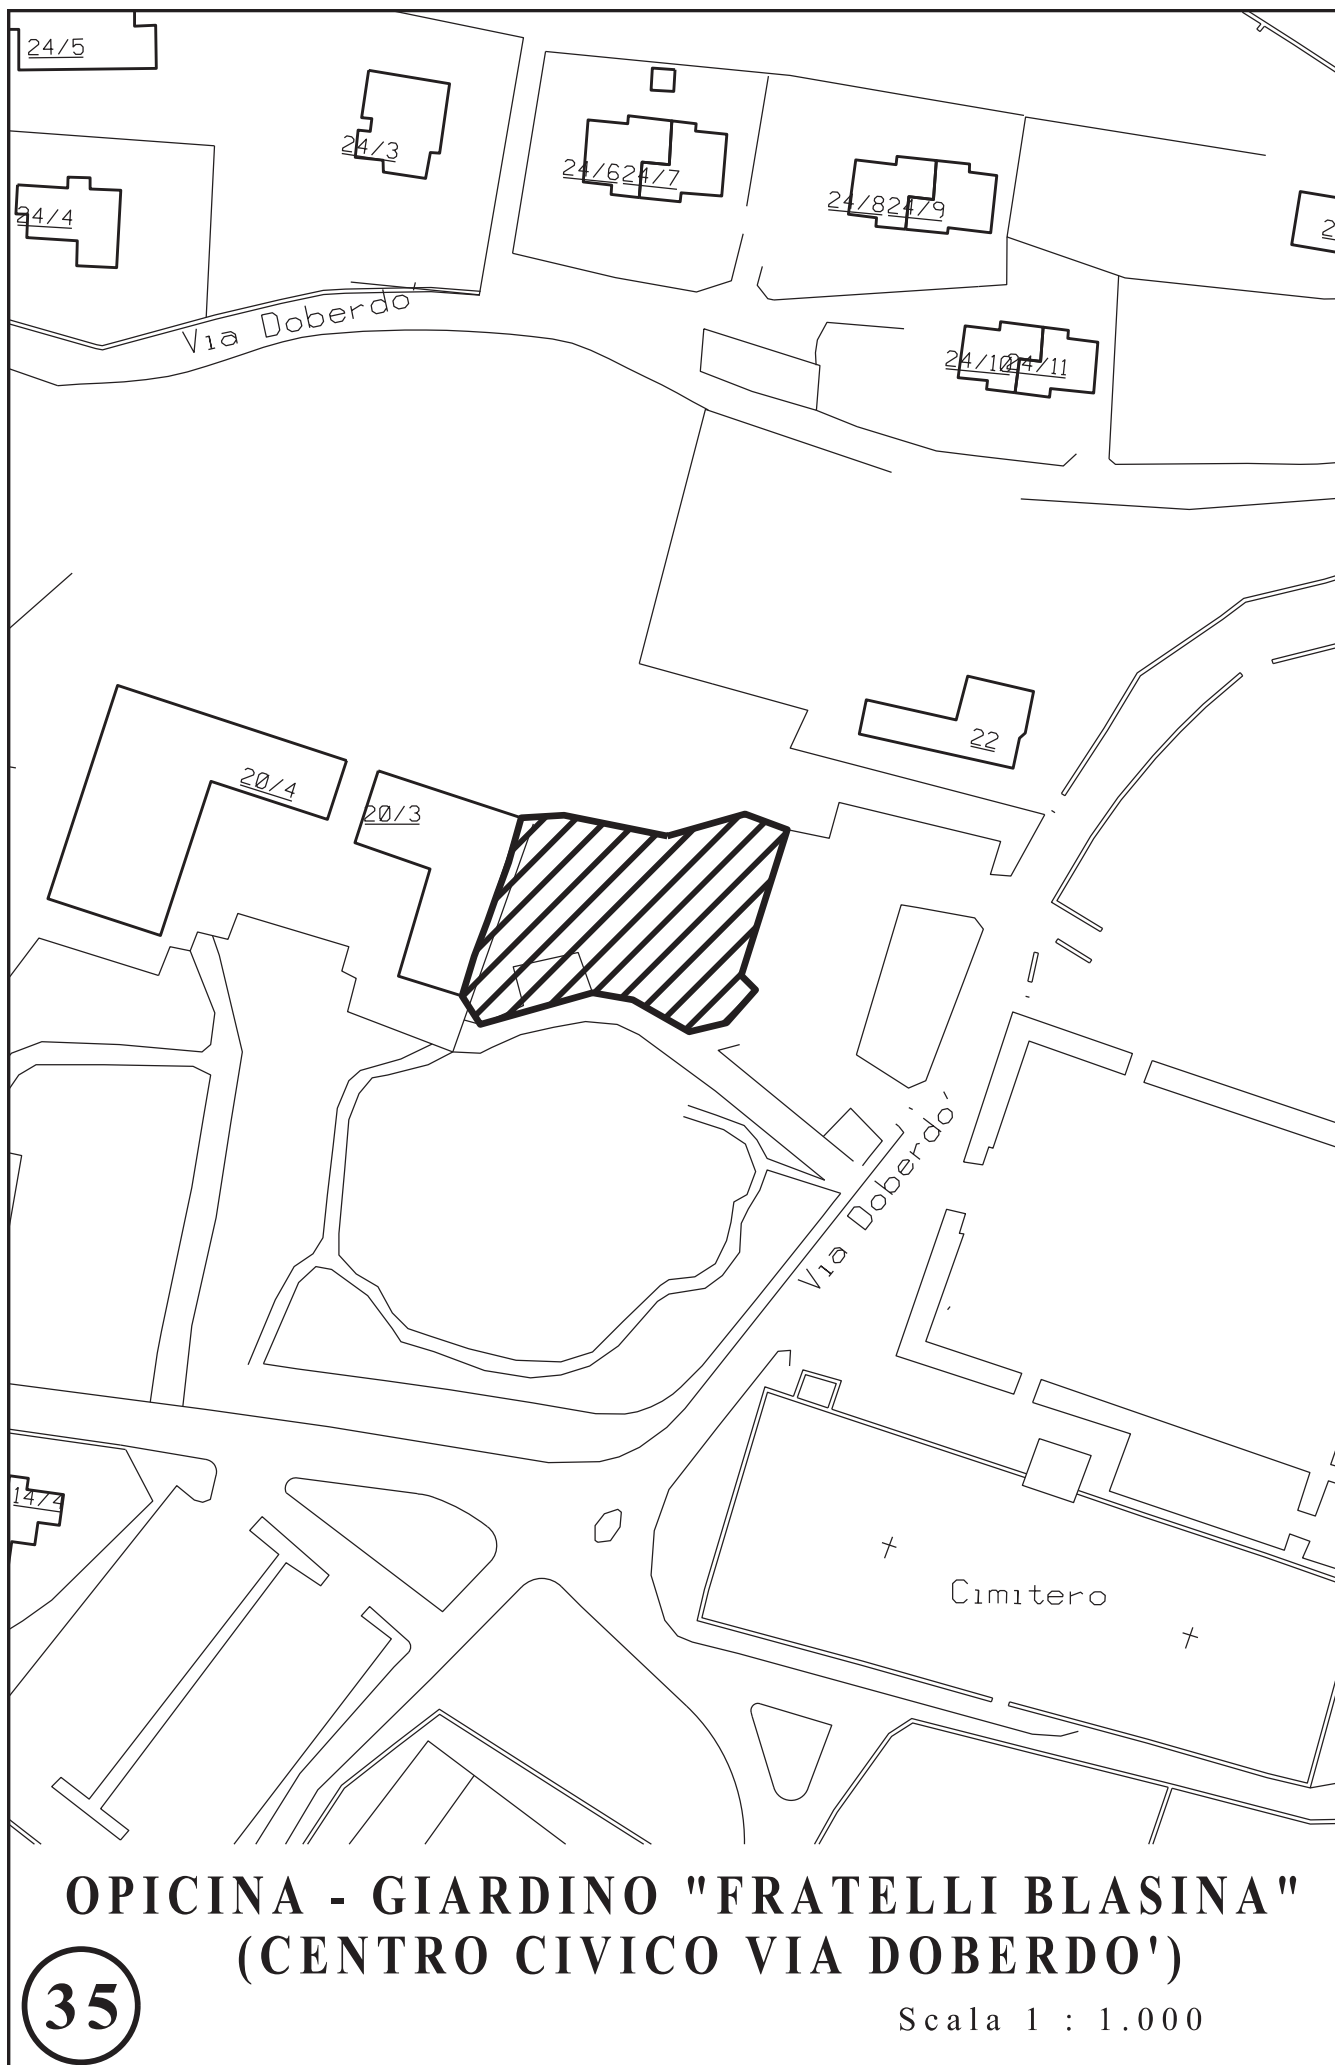 24/5
24/3
24/6 24/7
24/4
24/8 24/9
2
Via Doberdo'
24/10 24/11
22
20/4
20/3
Via Doberdo'
14/4
Cimitero
OPICINA - GIARDINO "FRATELLI BLASINA"
(CENTRO CIVICO VIA DOBERDO')
35
Scala 1 : 1.000